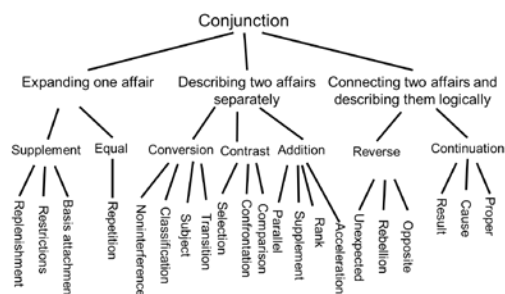 Conjunction
Expanding one affair
Describing two affairs
separately
Connecting two affairs and
describing them logically
Supplement
Equal
Conversion
Contrast
Addition
Reverse
Continuation
Replenishment
Restrictions
Basis attachment
Repetition
Noninterference
Classification
Subject
Transition
Selection
Confrontation
Comparison
Parallel
Supplement
Rank
Acceleration
Unexpected
Rebellion
Opposite
Result
Cause
Proper